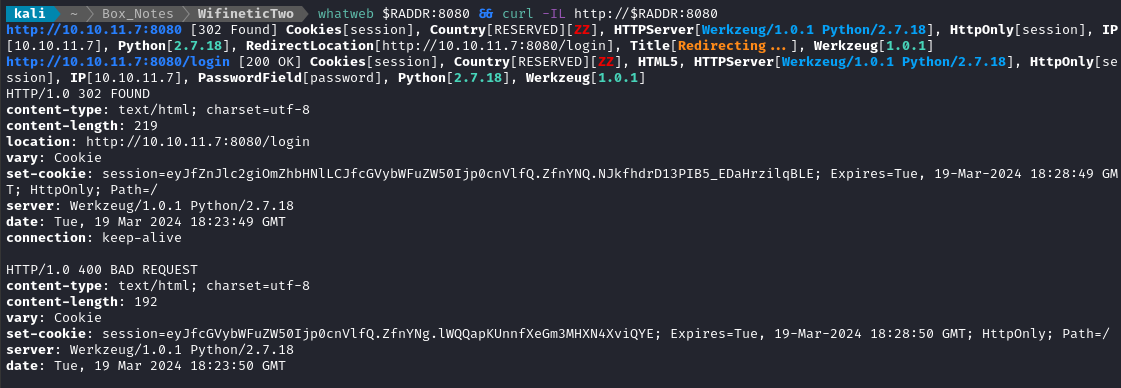 kali ~ Box_Notes WifineticTwo whatweb $RADDR:8080 && curl -IL http://$RADDR:8080
http://10.10.11.7:8080 [302 Found] Cookies[session], Country[RESERVED][ZZ], HTTPServer[Werkzeug/1.0.1 Python/2.7.18], HttpOnly[session], IP
[10.10.11.7], Python[2.7.18], RedirectLocation[http://10.10.11.7:8080/login], Title[Redirecting...], Werkzeug[1.0.1]
http://10.10.11.7:8080/login [200 OK] Cookies[session], Country[RESERVED][ZZ], HTML5, HTTPServer[Werkzeug/1.0.1 Python/2.7.18], HttpOnly[se
ssion], IP[10.10.11.7], PasswordField[password], Python[2.7.18], Werkzeug[1.0.1]
HTTP/1.0 302 FOUND
content-type: text/html; charset=utf-8
content-length: 219
location: http://10.10.11.7:8080/login
vary: Cookie
set-cookie: session=eyJfZnJlc2giOmZhbHNlLCJfcGVybWFuZW50Ijp0cnVlfQ.ZfnYNQ.NJkfhdrD13PIB5_EDaHrzilqBLE; Expires=Tue, 19-Mar-2024 18:28:49 GM
T; HttpOnly; Path=/
server: Werkzeug/1.0.1 Python/2.7.18
date: Tue, 19 Mar 2024 18:23:49 GMT
connection: keep-alive
HTTP/1.0 400 BAD REQUEST
content-type: text/html; charset=utf-8
content-length: 192
vary: Cookie
set-cookie: session=eyJfcGVybWFuZW50Ijp0cnVlfQ.ZfnYNg.lWQQapKUnnfXeGm3MHXN4XviQYE; Expires=Tue, 19-Mar-2024 18:28:50 GMT; HttpOnly; Path=/
server: Werkzeug/1.0.1 Python/2.7.18
date: Tue, 19 Mar 2024 18:23:50 GMT